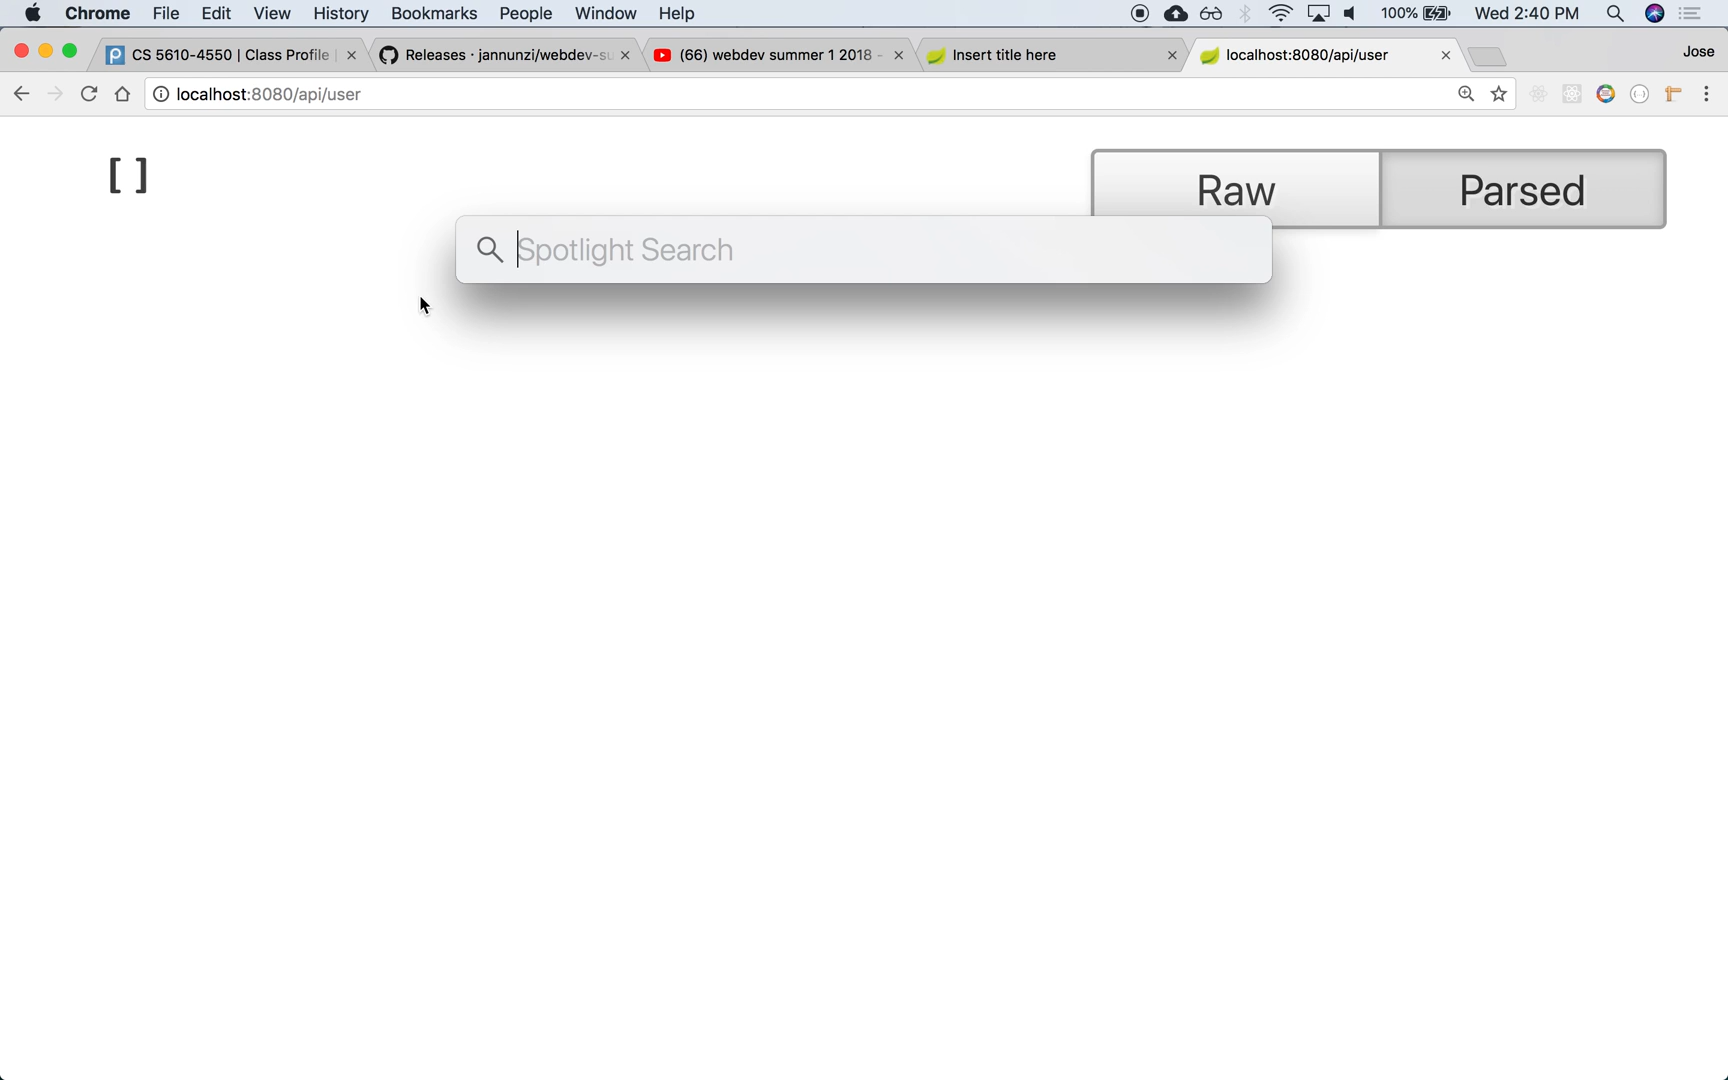 Chrome File Edit View History Bookmarks People Window Help 100% Wed 2:40 PM
CS 5610-4550 | Class Profile Releases · jannunzi/webdev-su (66) webdev summer 1 2018 - Insert title here localhost:8080/api/user Jose
localhost:8080/api/user
[ ] Raw Parsed
Spotlight Search